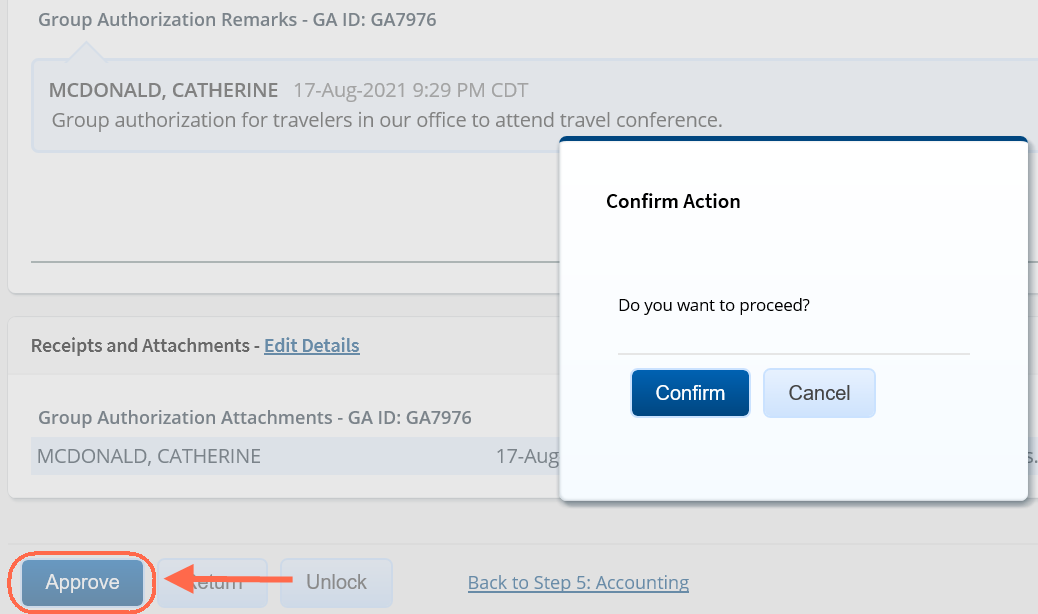 Group Authorization Remarks - GA ID: GA7976
MCDONALD, CATHERINE 17-Aug-2021 9:29 PM CDT
Group authorization for travelers in our office to attend travel conference.
Confirm Action
Do you want to proceed?
Confirm Cancel
Receipts and Attachments - Edit Details
Group Authorization Attachments - GA ID: GA7976
MCDONALD, CATHERINE 17-Aug
Approve Return Unlock Back to Step 5: Accounting